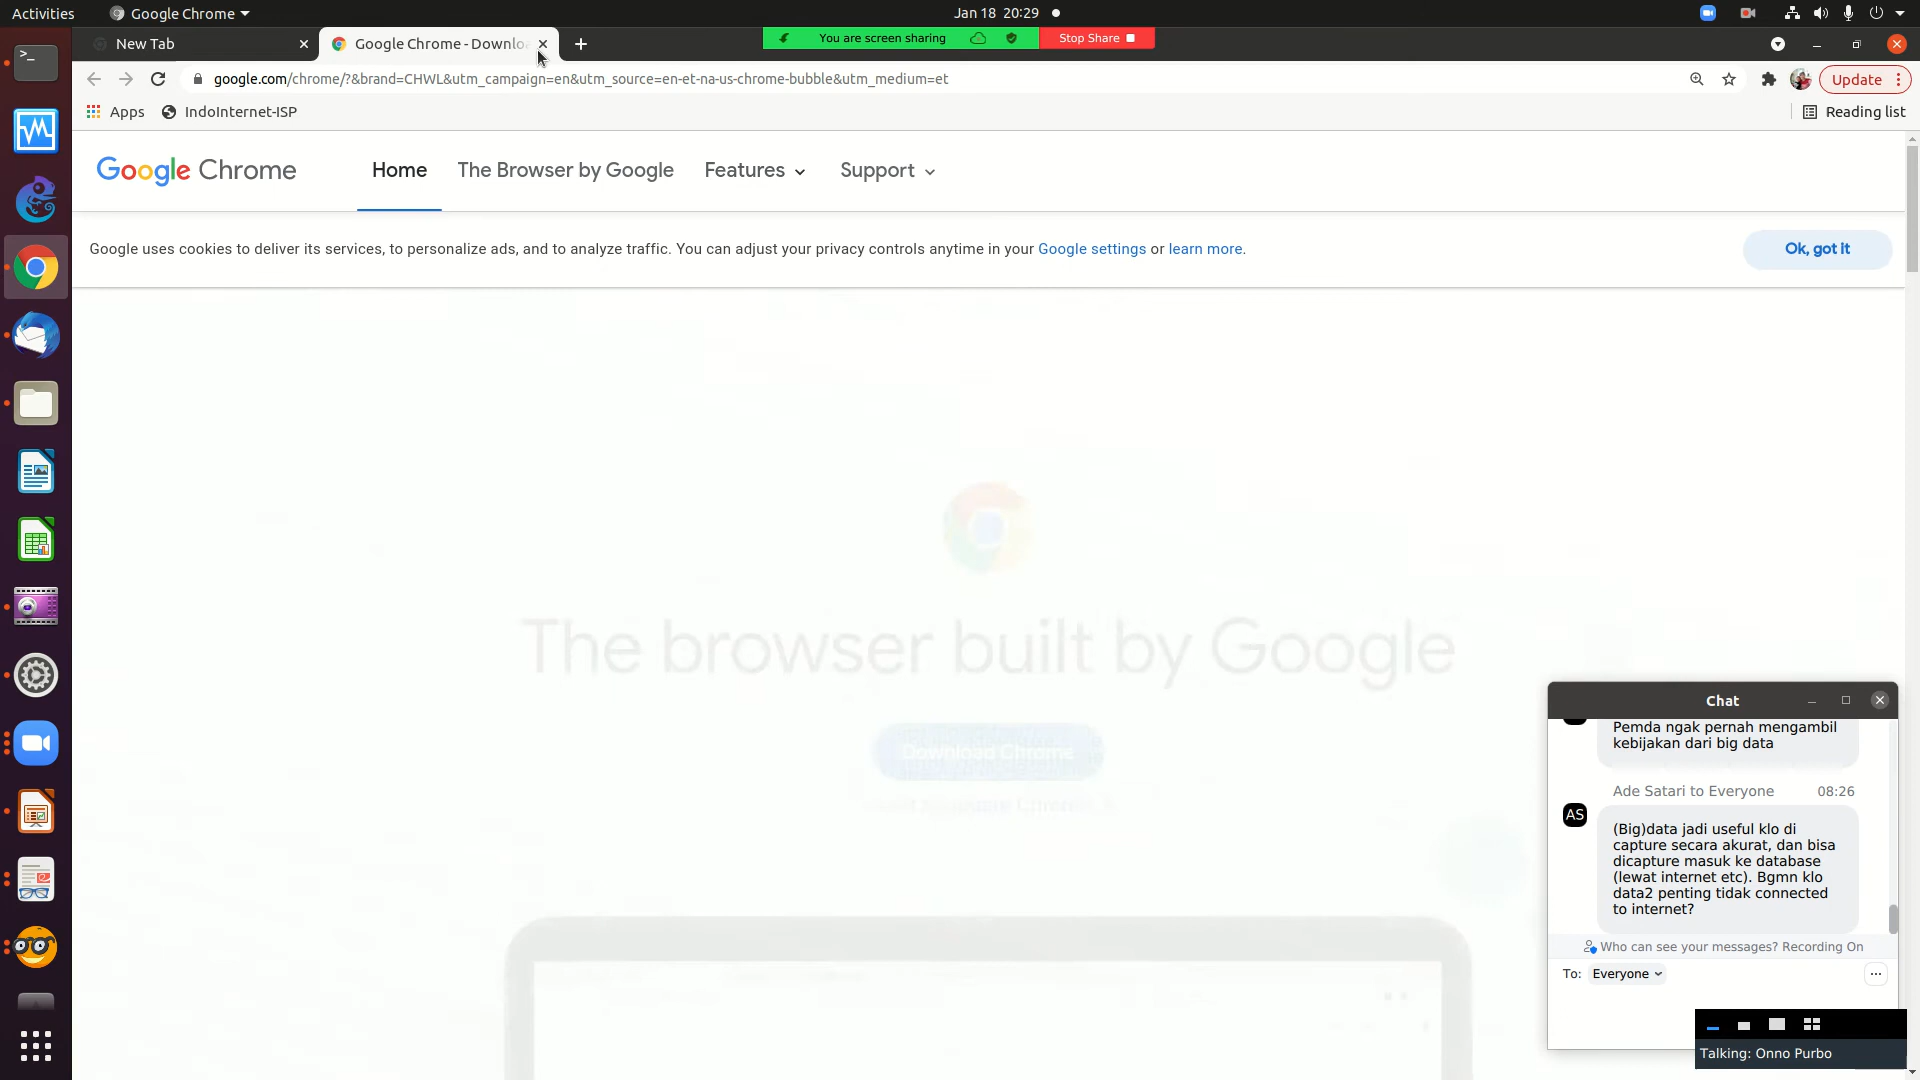 Activities
Google Chrome
Jan 18 20:29
New Tab
Google Chrome - Downlo
You are screen sharing
Stop Share
google.com/chrome/?&brand=CHWL&utm_campaign=en&utm_source=en-et-na-us-chrome-bubble&utm_medium=et
Update
Apps
IndoInternet-ISP
Reading list
Google Chrome
Home
The Browser by Google
Features
Support
Google uses cookies to deliver its services, to personalize ads, and to analyze traffic. You can adjust your privacy controls anytime in your Google settings or learn more.
Ok, got it
The browser built by Google
Download Chrome
Chat
Pemda ngak pernah mengambil
kebijakan dari big data
Ade Satari to Everyone 08:26
AS
(Big)data jadi useful klo di
capture secara akurat, dan bisa
dicapture masuk ke database
(lewat internet etc). Bgmn klo
data2 penting tidak connected
to internet?
Who can see your messages? Recording On
To: Everyone
Talking: Onno Purbo